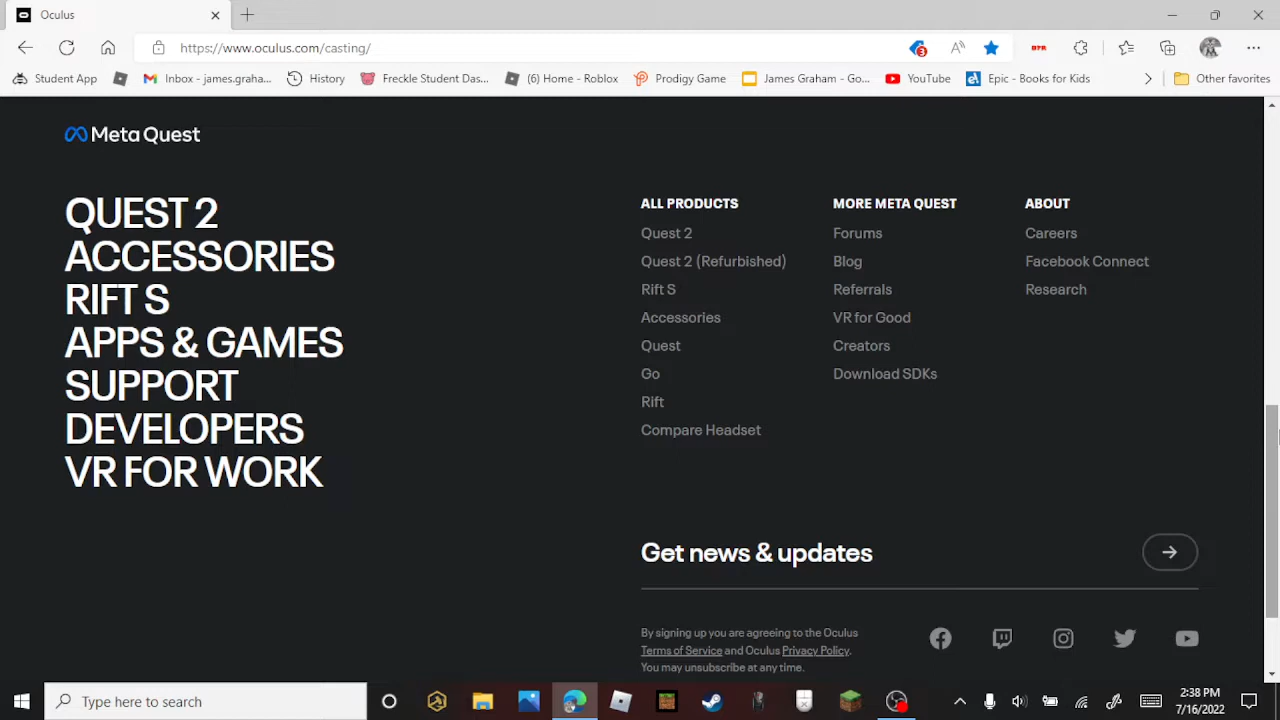 Oculus
https://www.oculus.com/casting/
3
Student App
Inbox - james.graha...
History
Freckle Student Das...
(6) Home - Roblox
Prodigy Game
James Graham - Go...
YouTube
Epic - Books for Kids
Other favorites
Meta Quest
QUEST 2
ACCESSORIES
RIFT S
APPS & GAMES
SUPPORT
DEVELOPERS
VR FOR WORK
ALL PRODUCTS
Quest 2
Quest 2 (Refurbished)
Rift S
Accessories
Quest
Go
Rift
Compare Headset
MORE META QUEST
Forums
Blog
Referrals
VR for Good
Creators
Download SDKs
ABOUT
Careers
Facebook Connect
Research
Get news & updates
By signing up you are agreeing to the Oculus
Terms of Service and Oculus Privacy Policy.
You may unsubscribe at any time.
Type here to search
2:38 PM
7/16/2022